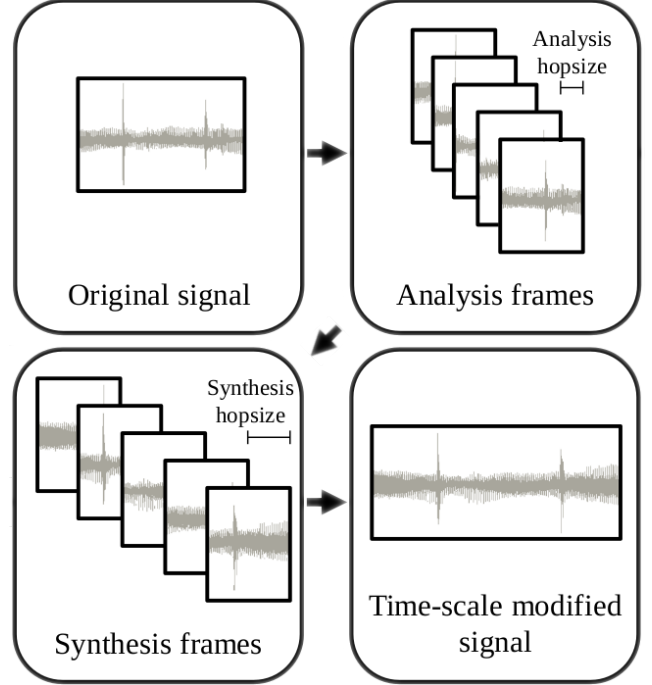 Original signal
Analysis
hopsize
Analysis frames
Synthesis
hopsize
Synthesis frames
Time-scale modified
signal